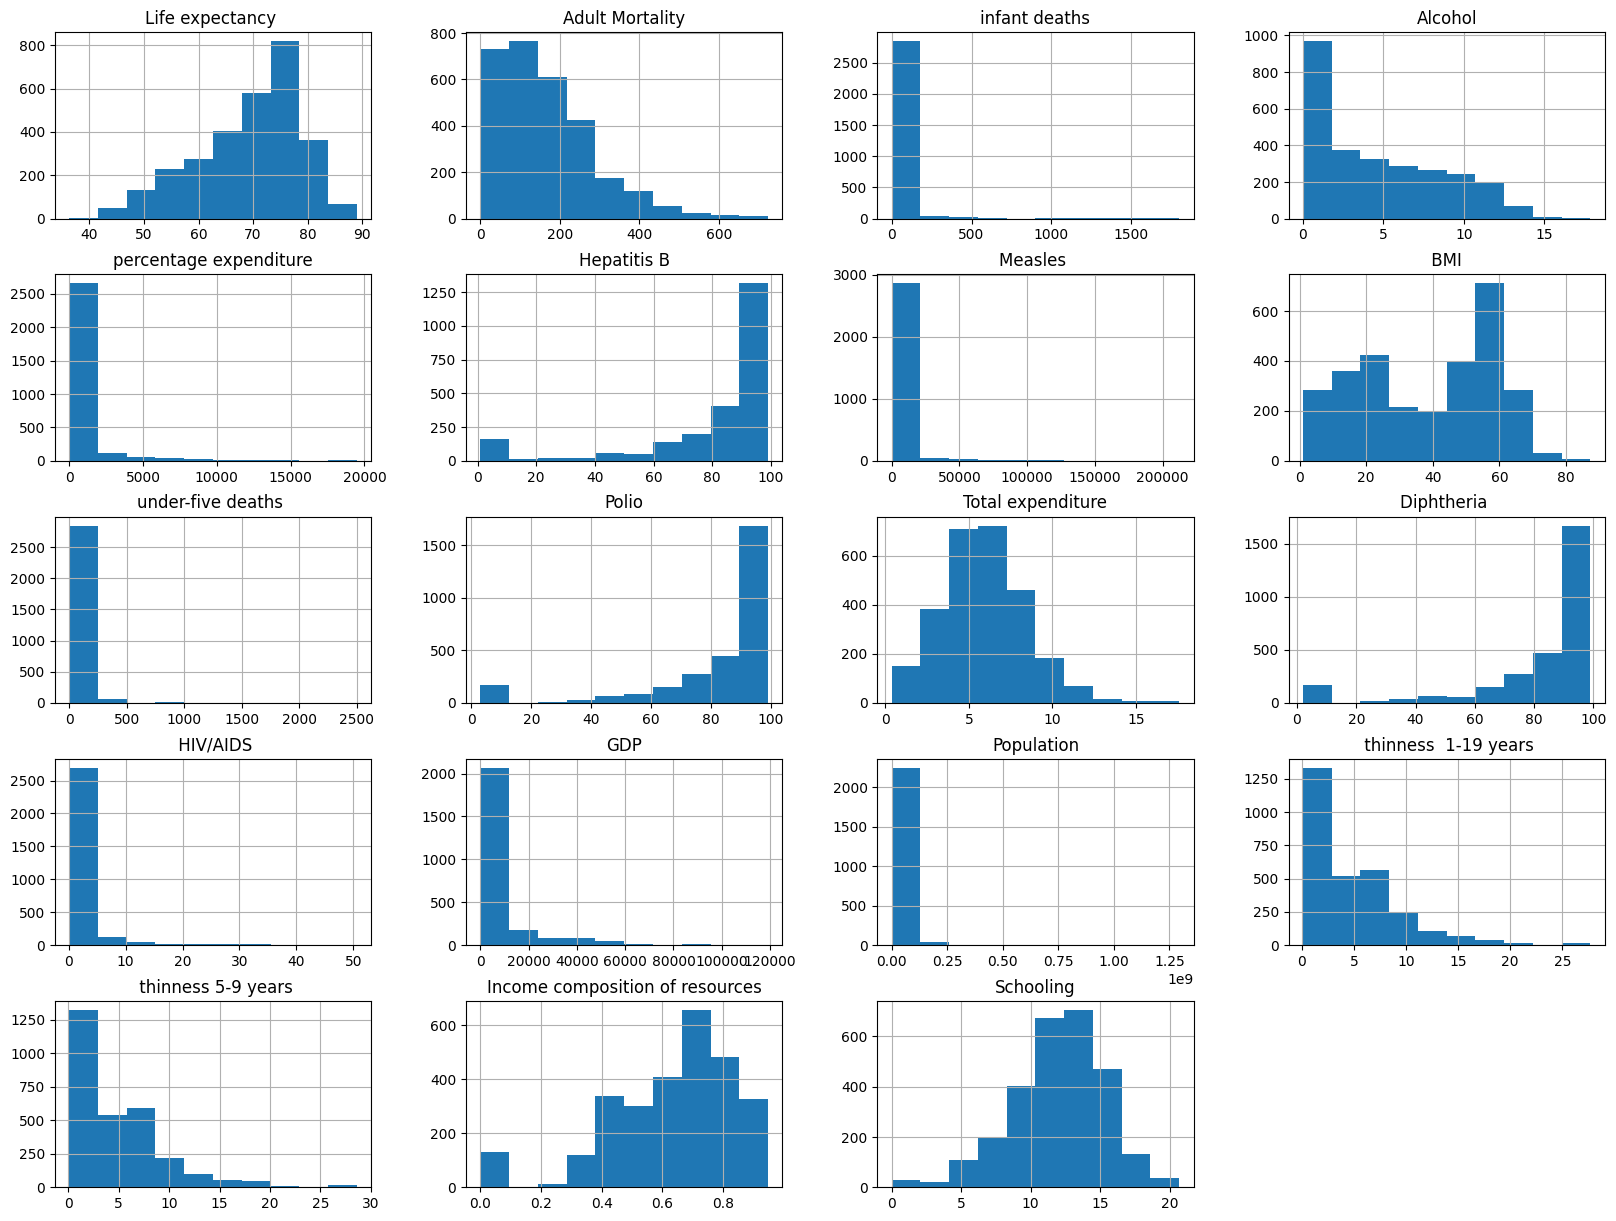 Life expectancy Adult Mortality infant deaths Alcohol
800 600 400 200 0
800 600 400 200 0
2500 2000 1500 1000 500 0
1000 800 600 400 200 0
40 50 60 70 80 90
0 200 400 600
0 500 1000 1500
0 5 10 15
percentage expenditure Hepatitis B Measles BMI
2500 2000 1500 1000 500 0
1250 1000 750 500 250 0
3000 2000 1000 0
600 400 200 0
0 5000 10000 15000 20000
0 20 40 60 80 100
0 50000 100000 150000 200000
0 20 40 60 80
under-five deaths Polio Total expenditure Diphtheria
2500 2000 1500 1000 500 0
1500 1000 500 0
600 400 200 0
1500 1000 500 0
0 500 1000 1500 2000 2500
0 20 40 60 80 100
0 5 10 15
0 20 40 60 80 100
HIV/AIDS GDP Population thinness 1-19 years
2500 2000 1500 1000 500 0
2000 1500 1000 500 0
2000 1500 1000 500 0
1250 1000 750 500 250 0
0 10 20 30 40 50
0 20000 40000 60000 80000 100000 120000
0.00 0.25 0.50 0.75 1.00 1.25
1e9
0 5 10 15 20 25
thinness 5-9 years Income composition of resources Schooling
1250 1000 750 500 250 0
600 400 200 0
600 400 200 0
0 5 10 15 20 25 30
0.0 0.2 0.4 0.6 0.8
0 5 10 15 20